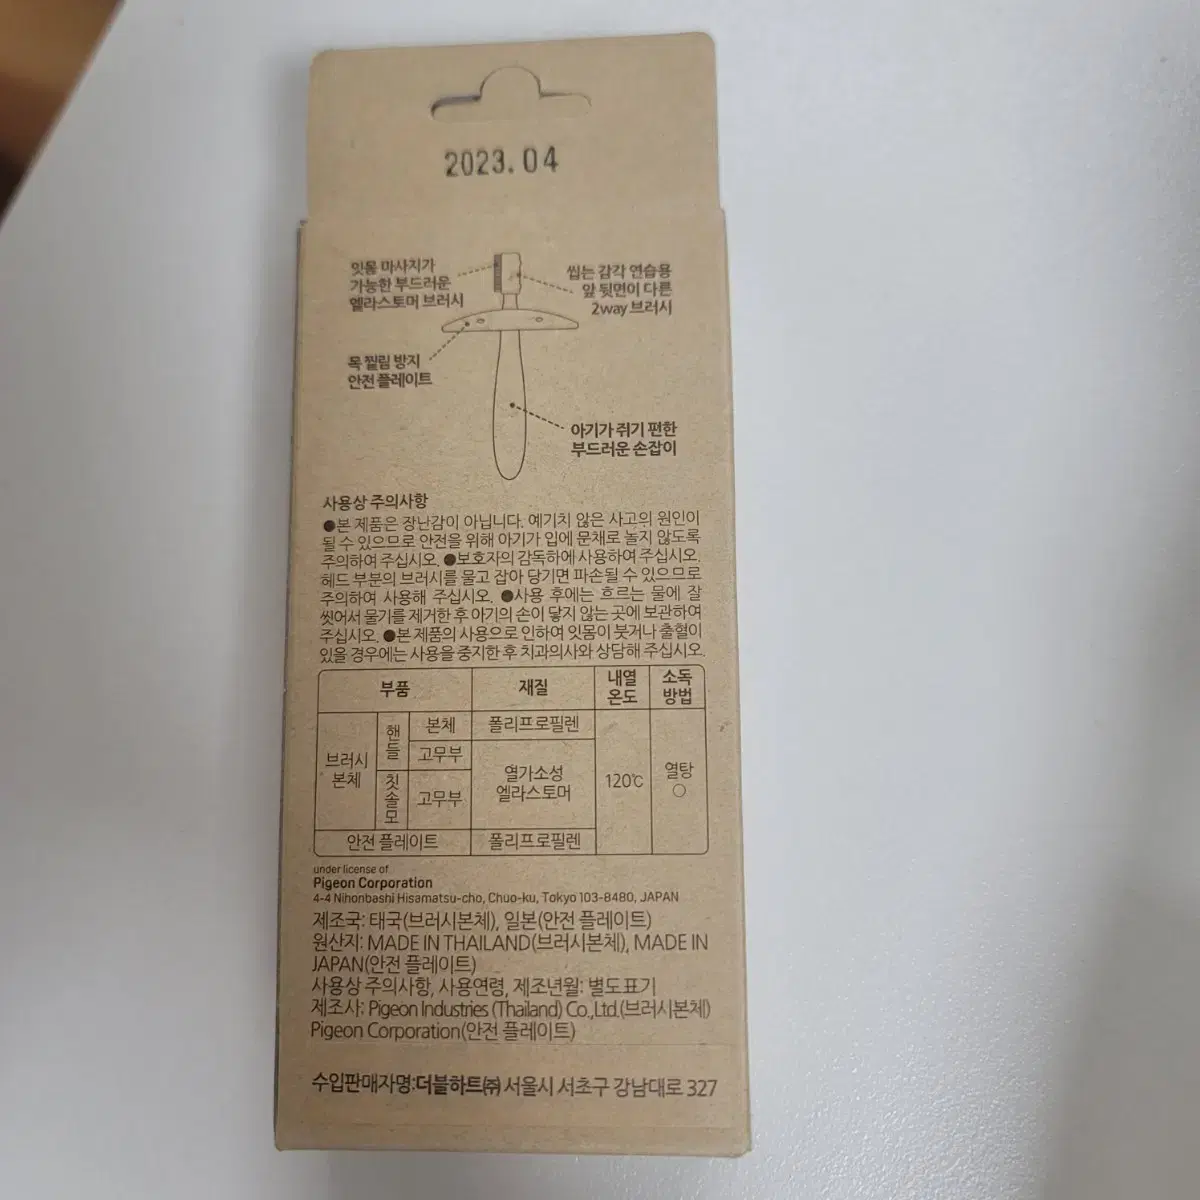 2023.04
잇몸 마사지가
가능한 부드러운
엘라스토머 브러시
씹는 감각 연습용
앞 뒷면이 다른
2way 브러시
목 찔림 방지
안전 플레이트
아기가 쥐기 편한
부드러운 손잡이
사용상 주의사항
●본 제품은 장난감이 아닙니다. 예기치 않은 사고의 원인이
될 수 있으므로 안전을 위해 아기가 입에 문채로 놀지 않도록
주의하여 주십시오. ●보호자의 감독하에 사용하여 주십시오.
헤드 부분의 브러시를 물고 잡아 당기면 파손될 수 있으므로
주의하여 사용해 주십시오. ●사용 후에는 흐르는 물에 잘
씻어서 물기를 제거한 후 아기의 손이 닿지 않는 곳에 보관하여
주십시오. ●본 제품의 사용으로 인하여 잇몸이 붓거나 출혈이
있을 경우에는 사용을 중지한 후 치과의사와 상담해 주십시오.
부품 재질 내열 온도 소독 방법
브러시 본체 핸들 본체 폴리프로필렌 120℃ 열탕 ○
고무부 열가소성 엘라스토머
칫솔모 고무부
안전 플레이트 폴리프로필렌
under license of
Pigeon Corporation
4-4 Nihonbashi Hisamatsu-cho, Chuo-ku, Tokyo 103-8480, JAPAN
제조국: 태국(브러시본체), 일본(안전 플레이트)
원산지: MADE IN THAILAND(브러시본체), MADE IN
JAPAN(안전 플레이트)
사용상 주의사항, 사용연령, 제조년월: 별도표기
제조사: Pigeon Industries (Thailand) Co.,Ltd.(브러시본체)
Pigeon Corporation(안전 플레이트)
수입판매자명:더블하트㈜ 서울시 서초구 강남대로 327